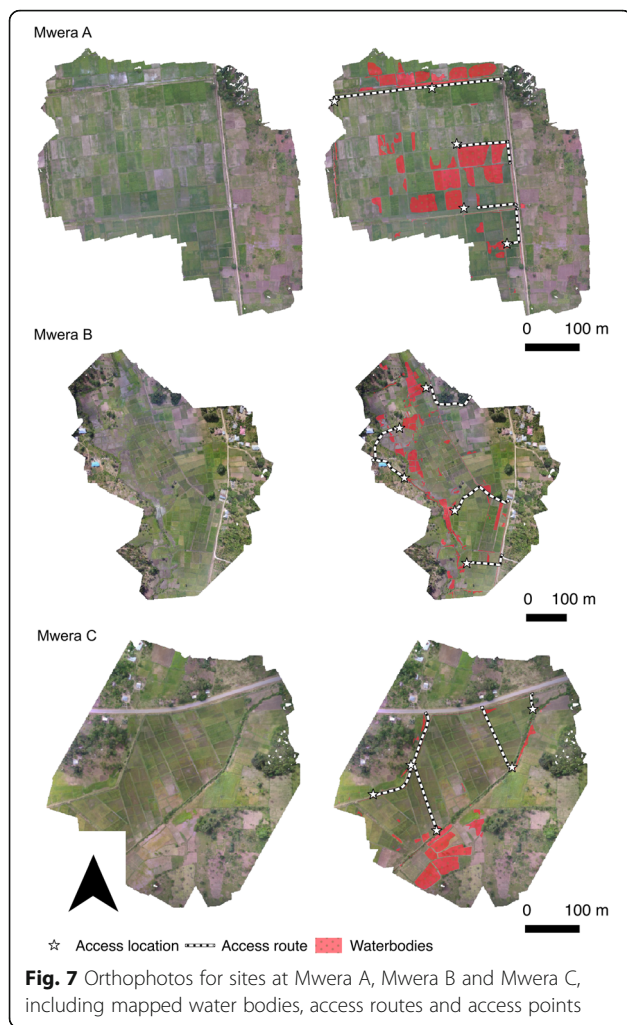 Mwera A
0 100 m
Mwera B
0 100 m
Mwera C
0 100 m
Access location Access route Waterbodies
Fig. 7 Orthophotos for sites at Mwera A, Mwera B and Mwera C,
including mapped water bodies, access routes and access points